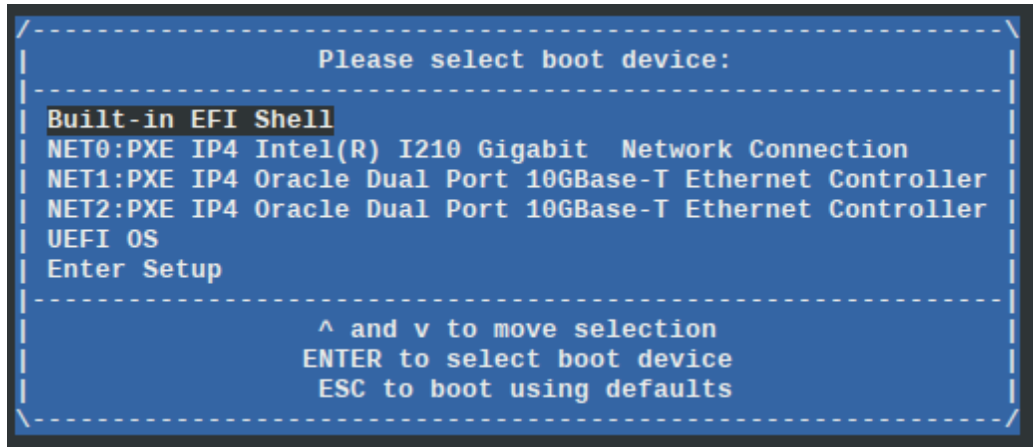 Please select boot device:
Built-in EFI Shell
NET0:PXE IP4 Intel(R) I210 Gigabit  Network Connection
NET1:PXE IP4 Oracle Dual Port 10GBase-T Ethernet Controller
NET2:PXE IP4 Oracle Dual Port 10GBase-T Ethernet Controller
UEFI OS
Enter Setup
^ and v to move selection
ENTER to select boot device
ESC to boot using defaults